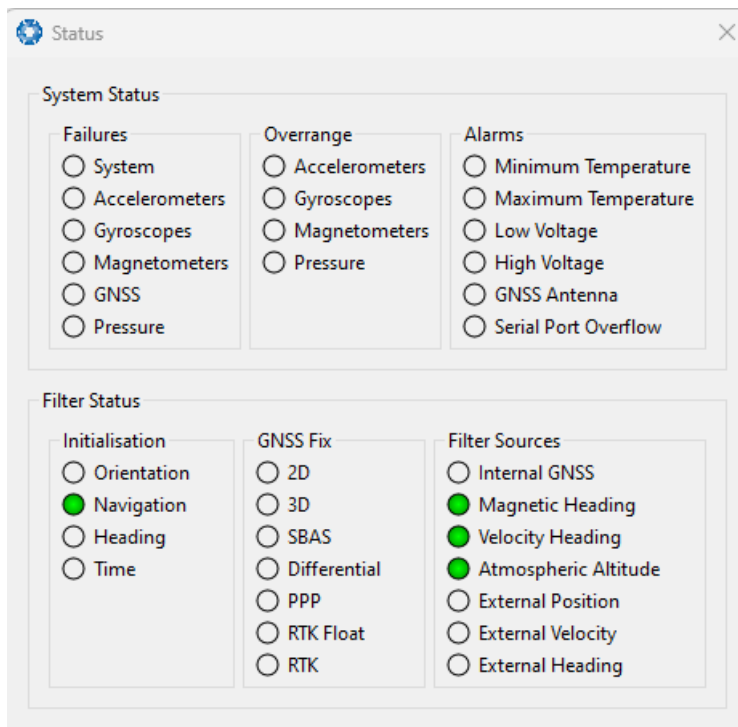 Status
System Status
Failures
System
Accelerometers
Gyroscopes
Magnetometers
GNSS
Pressure
Overrange
Accelerometers
Gyroscopes
Magnetometers
Pressure
Alarms
Minimum Temperature
Maximum Temperature
Low Voltage
High Voltage
GNSS Antenna
Serial Port Overflow
Filter Status
Initialisation
Orientation
Navigation
Heading
Time
GNSS Fix
2D
3D
SBAS
Differential
PPP
RTK Float
RTK
Filter Sources
Internal GNSS
Magnetic Heading
Velocity Heading
Atmospheric Altitude
External Position
External Velocity
External Heading